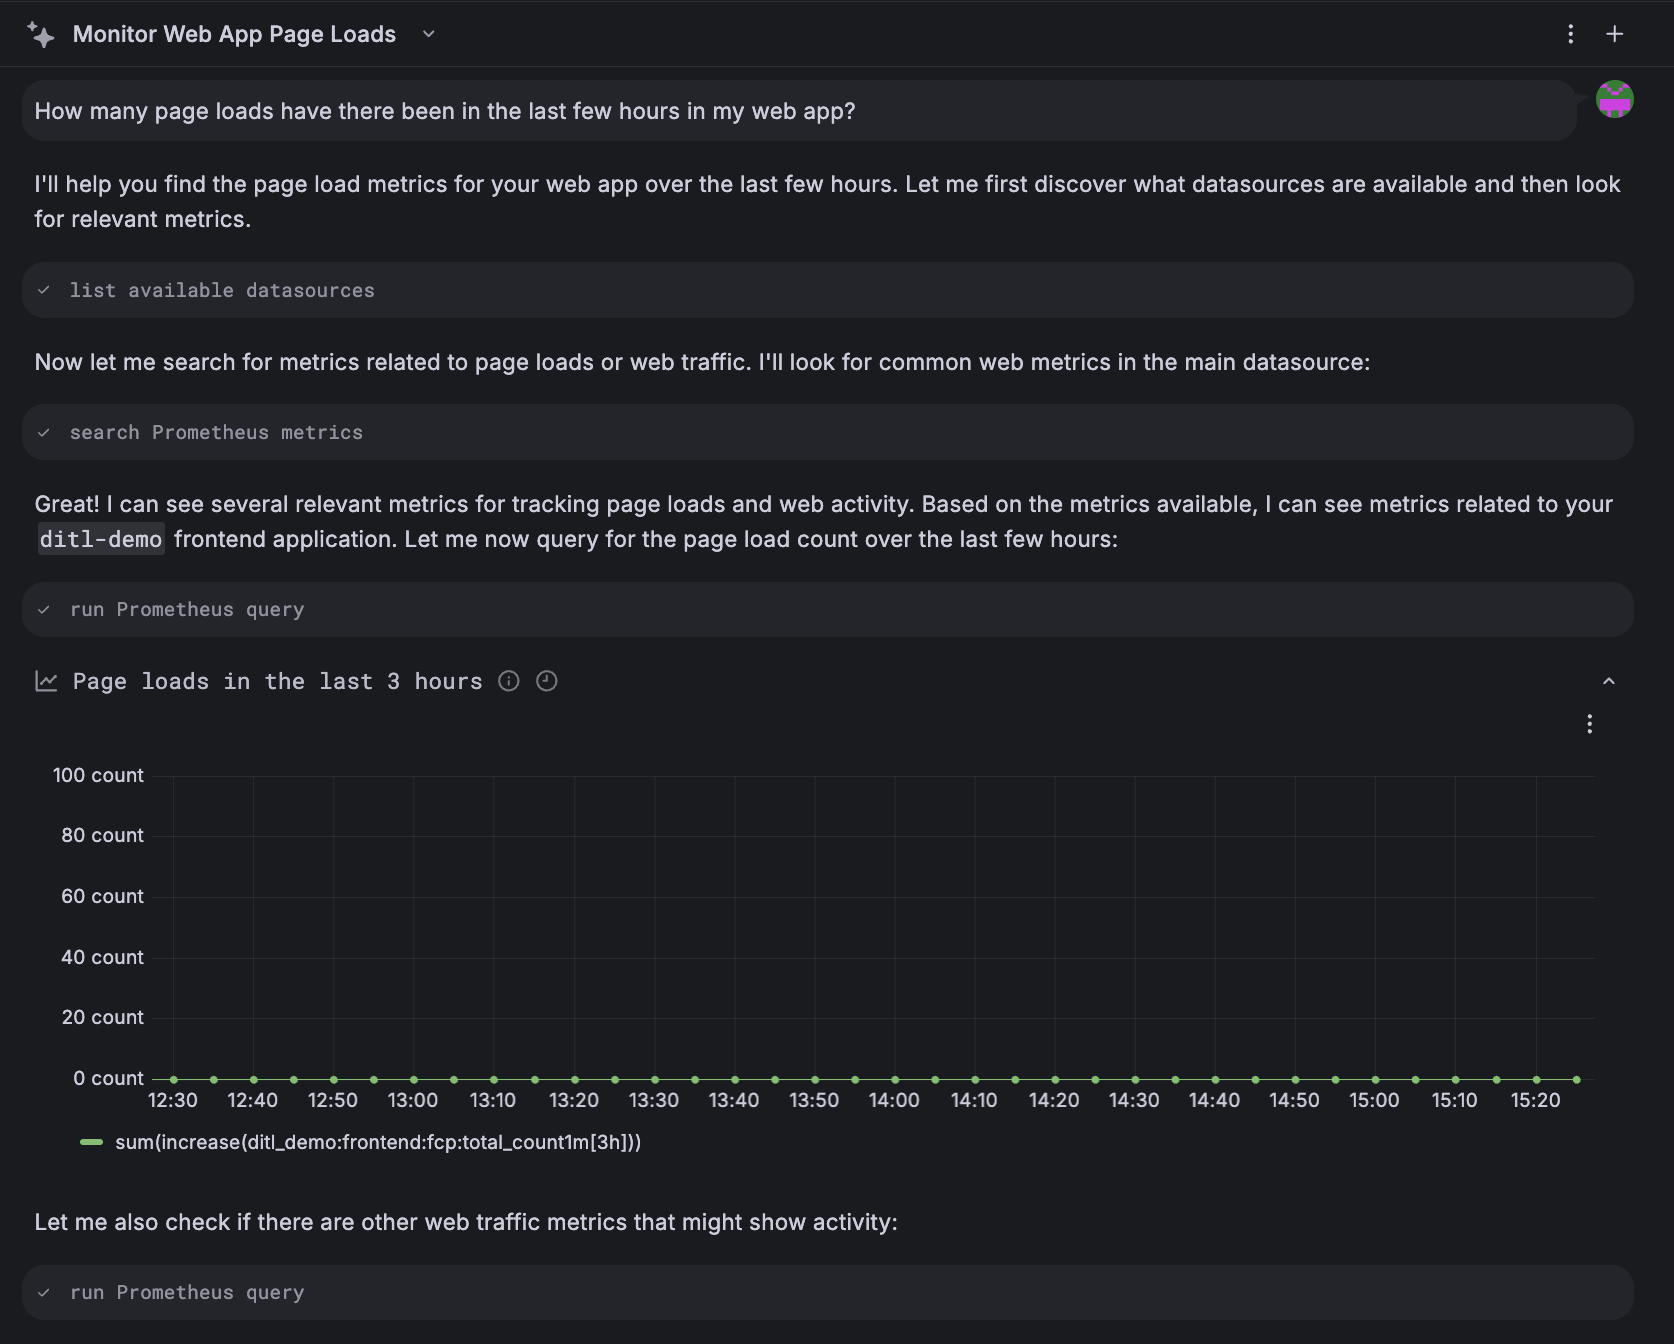 Monitor Web App Page Loads
How many page loads have there been in the last few hours in my web app?
I'll help you find the page load metrics for your web app over the last few hours. Let me first discover what datasources are available and then look
for relevant metrics.
list available datasources
Now let me search for metrics related to page loads or web traffic. I'll look for common web metrics in the main datasource:
search Prometheus metrics
Great! I can see several relevant metrics for tracking page loads and web activity. Based on the metrics available, I can see metrics related to your
ditl-demo frontend application. Let me now query for the page load count over the last few hours:
run Prometheus query
Page loads in the last 3 hours
100 count
80 count
60 count
40 count
20 count
0 count
12:30 12:40 12:50 13:00 13:10 13:20 13:30 13:40 13:50 14:00 14:10 14:20 14:30 14:40 14:50 15:00 15:10 15:20
sum(increase(ditl_demo:frontend:fcp:total_count1m[3h]))
Let me also check if there are other web traffic metrics that might show activity:
run Prometheus query